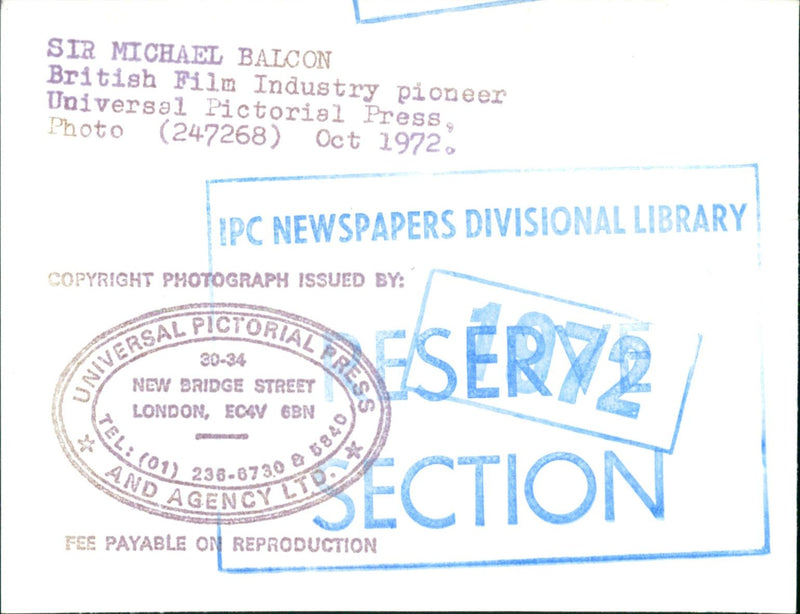 SIR MICHAEL BALCON
British Film Industry pioneer
Universal Pictorial Press,
Photo (247268) Oct 1972.
IPC NEWSPAPERS DIVISIONAL LIBRARY
COPYRIGHT PHOTOGRAPH ISSUED BY:
UNIVERSAL PICTORIAL PRESS
30-34
NEW BRIDGE STREET
LONDON, EC4V 6BN
TEL: (01) 236-6730 & 5840
AND AGENCY LTD.
1972
RESERVE
SECTION
FEE PAYABLE ON REPRODUCTION